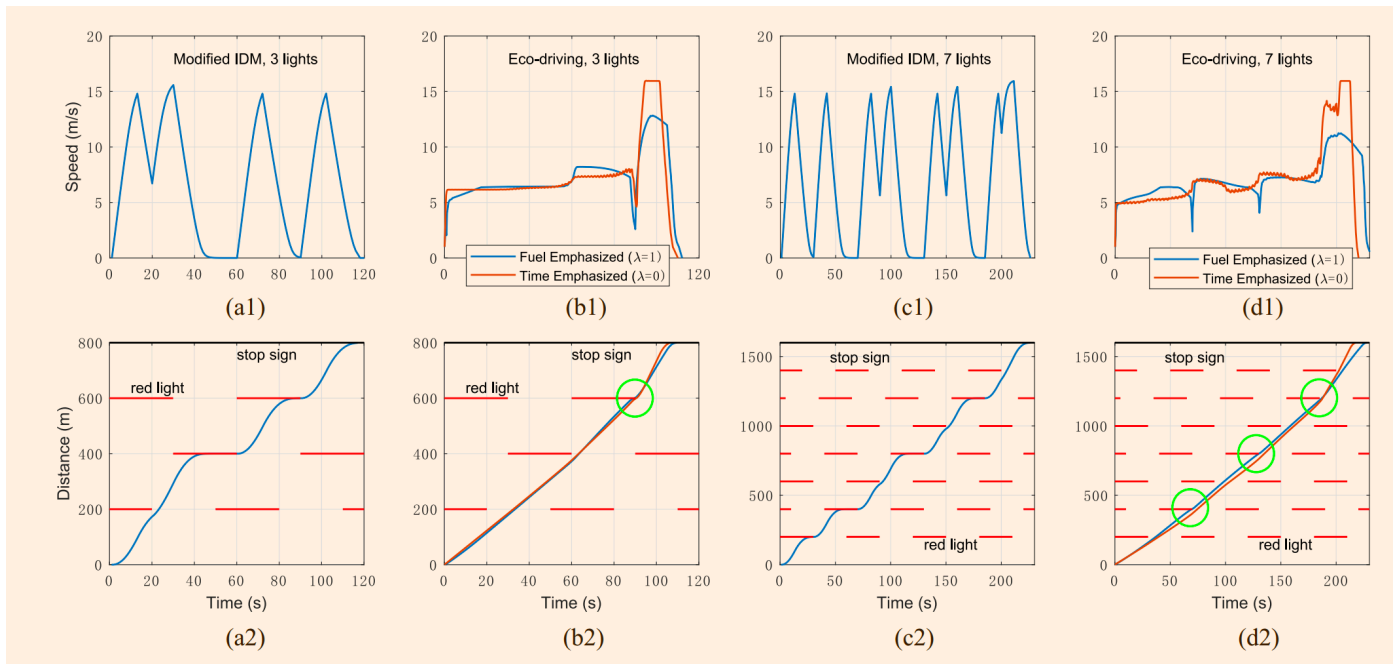 Modified IDM, 3 lights
Speed (m/s)
20
15
10
5
0
0 20 40 60 80 100 120
(a1)
Eco-driving, 3 lights
20
15
10
5
0
Fuel Emphasized (λ=1)
Time Emphasized (λ=0)
0 20 40 60 80 100 120
(b1)
Modified IDM, 7 lights
20
15
10
5
0
0 50 100 150 200
(c1)
Eco-driving, 7 lights
20
15
10
5
0
Fuel Emphasized (λ=1)
Time Emphasized (λ=0)
0
(d1)
Distance (m)
800
600
400
200
0
stop sign
red light
0 20 40 60 80 100 120
Time (s)
(a2)
800
600
400
200
0
stop sign
red light
0 20 40 60 80 100 120
Time (s)
(b2)
1500
1000
500
0
stop sign
red light
0 50 100 150 200
Time (s)
(c2)
1500
1000
500
0
stop sign
red light
0 50 100 150 200
Time (s)
(d2)